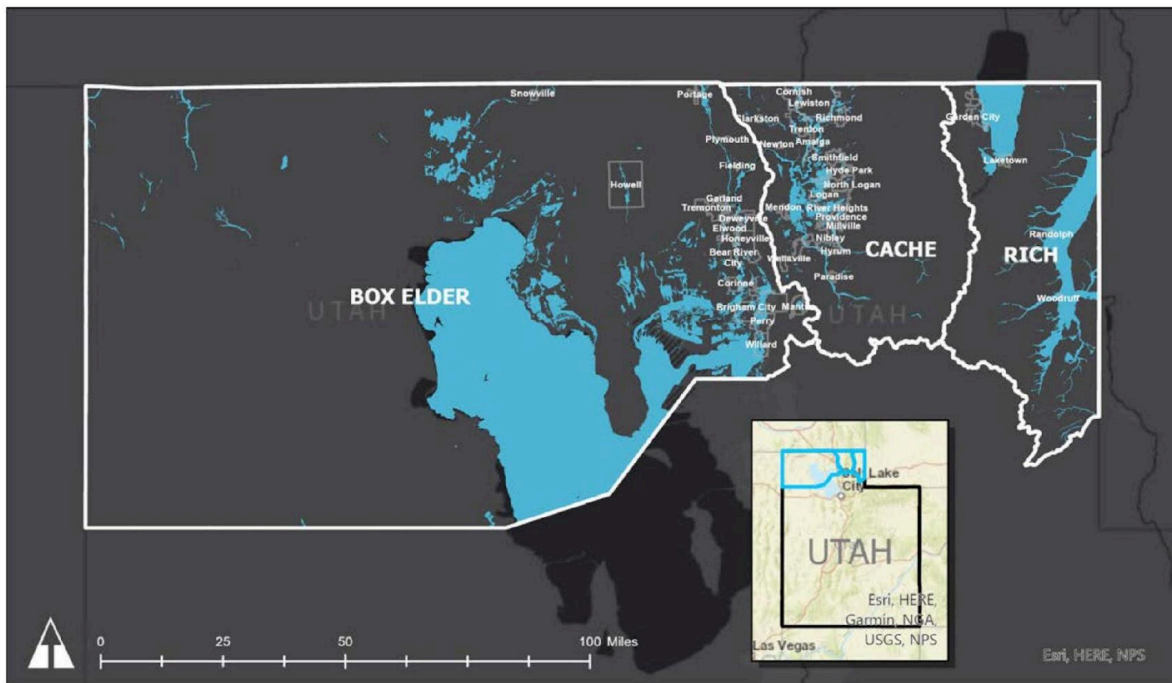 Snowville
Portage
Cornish
Lewiston
Clarkston
Richmond
Trenton
Garden City
Plymouth
Newton
Amalga
Fielding
Smithfield
Laketown
Hyde Park
Howell
North Logan
Garland
Logan
Tremonton
Mendon
River Heights
Deweyville
Providence
Elwood
Millville
Honeyville
Nibley
Randolph
Bear River
City
Wellsville
Hyrum
CACHE
RICH
Corinne
Paradise
BOX ELDER
UTAH
Brigham City
Mantua
UTAH
Woodruff
Perry
Willard
Salt Lake
City
UTAH
Esri, HERE,
Garmin, NGA,
USGS, NPS
Las Vegas
0 25 50 100 Miles
Esri, HERE, NPS